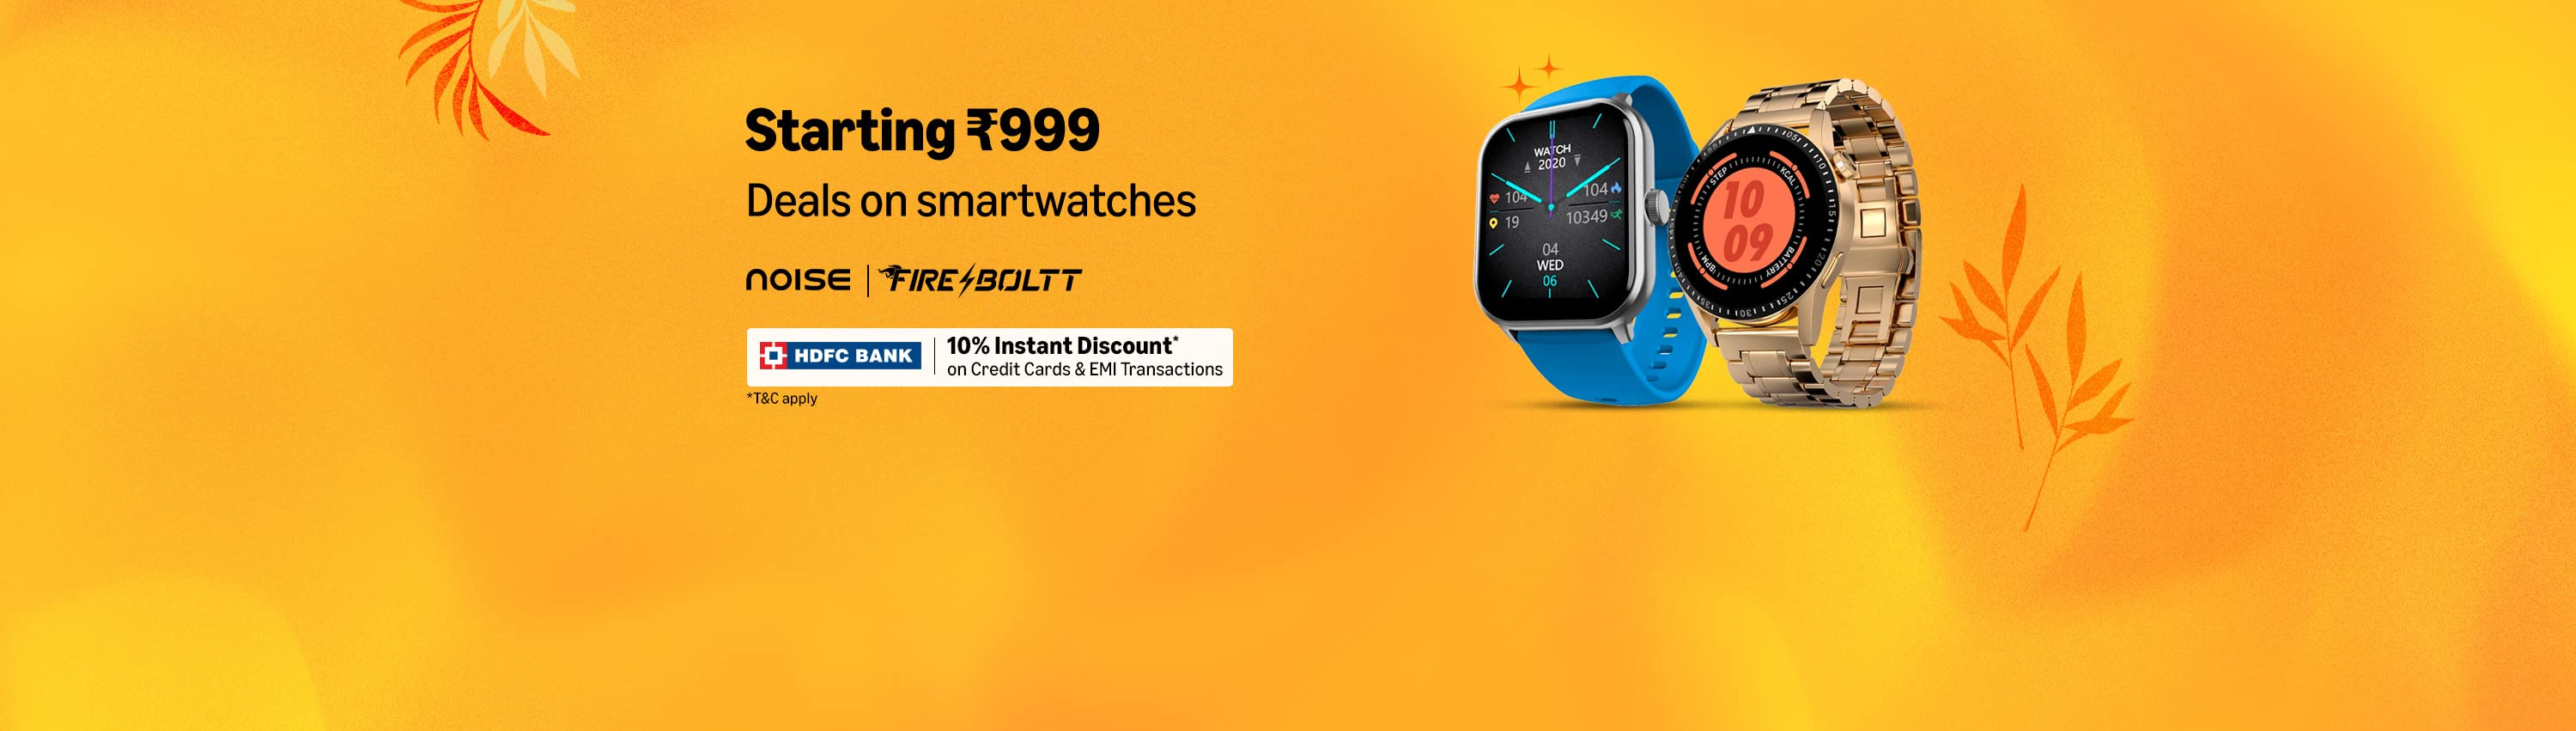 Starting ₹999
Deals on smartwatches
NOISE | FIRE BOLTT
HDFC BANK
10% Instant Discount*
on Credit Cards & EMI Transactions
*T&C apply
WATCH
2020
104
104
19
10349
04
WED
06
STEP
KCAL
10
09
BPM
BATTERY